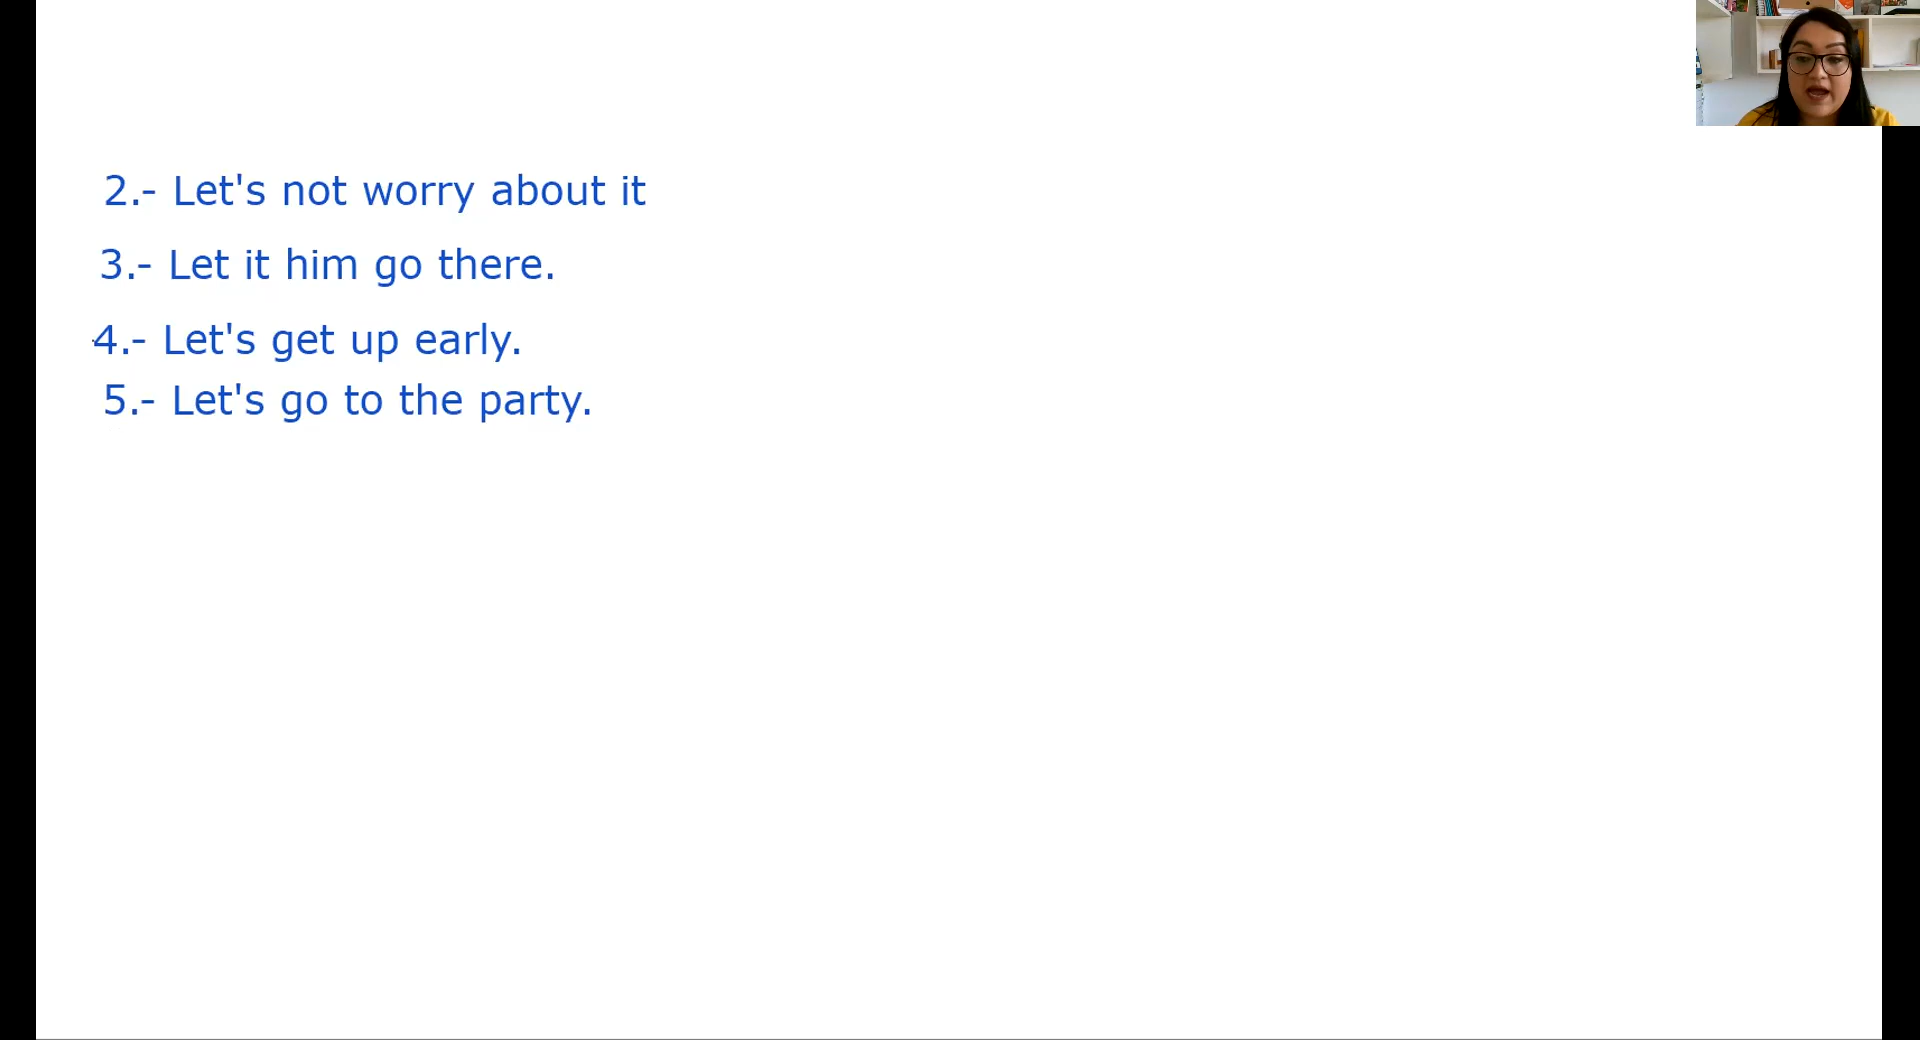 2.- Let's not worry about it
3.- Let it him go there.
4.- Let's get up early.
5.- Let's go to the party.